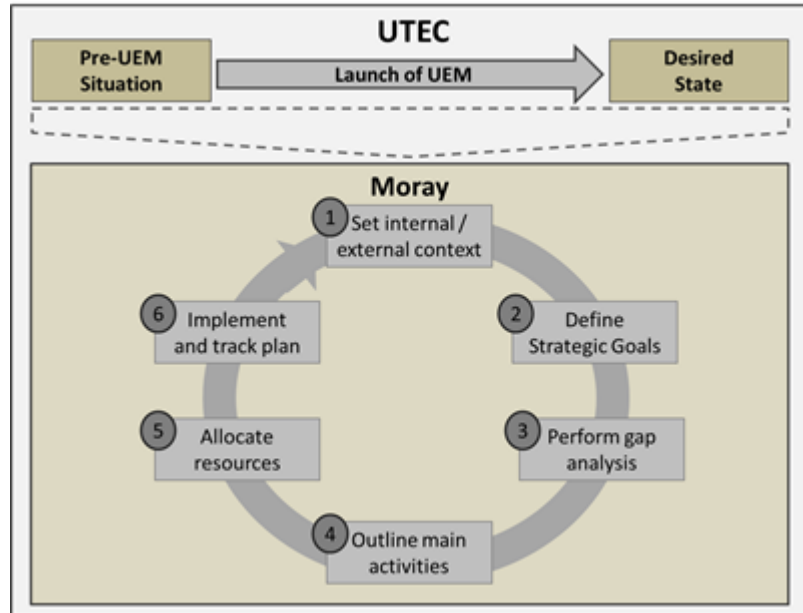 UTEC
Pre-UEM
Situation
Launch of UEM
Desired
State
Moray
1
Set internal /
external context
2
Define
Strategic Goals
3
Perform gap
analysis
4
Outline main
activities
5
Allocate
resources
6
Implement
and track plan